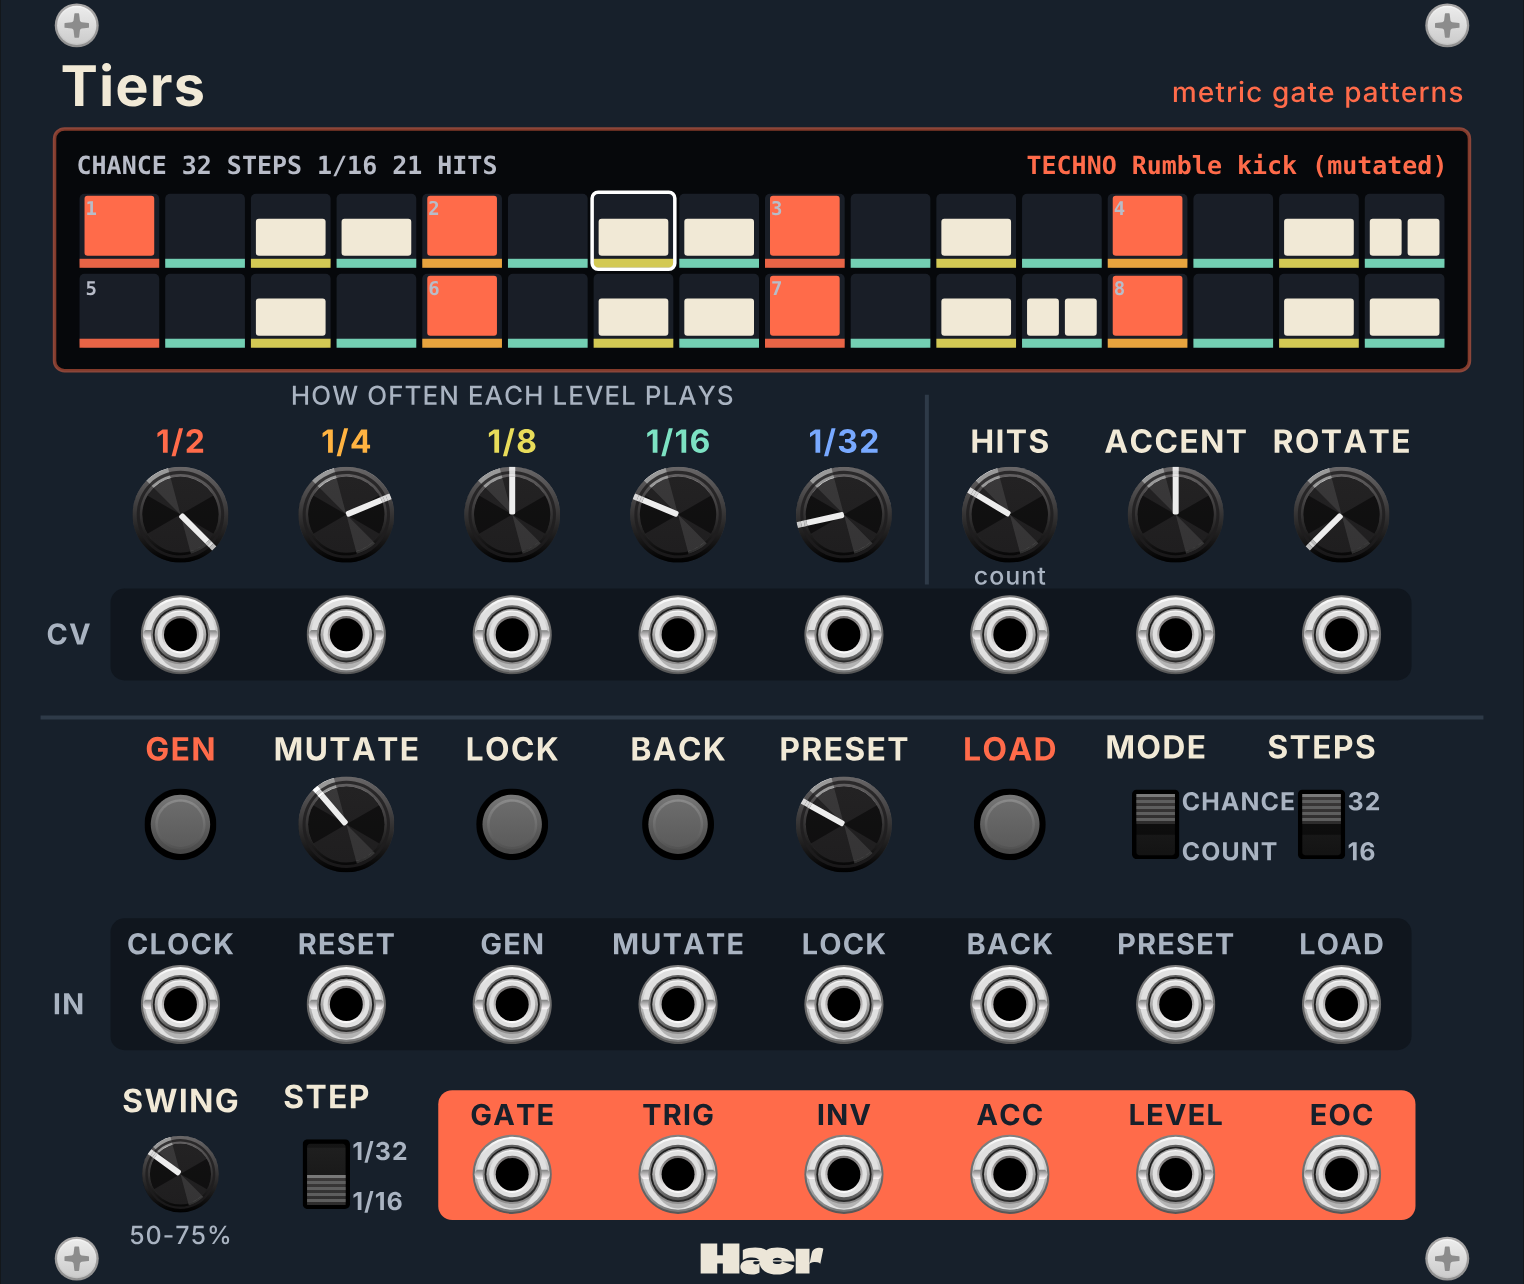 Tiers
metric gate patterns
CHANCE 32 STEPS 1/16 21 HITS
TECHNO Rumble kick (mutated)
1 2 3 4
5 6 7 8
HOW OFTEN EACH LEVEL PLAYS
1/2 1/4 1/8 1/16 1/32 HITS ACCENT ROTATE
count
CV
GEN MUTATE LOCK BACK PRESET LOAD MODE STEPS
CHANCE 32
COUNT 16
CLOCK RESET GEN MUTATE LOCK BACK PRESET LOAD
IN
SWING STEP
GATE TRIG INV ACC LEVEL EOC
1/32
1/16
50-75%
Hær